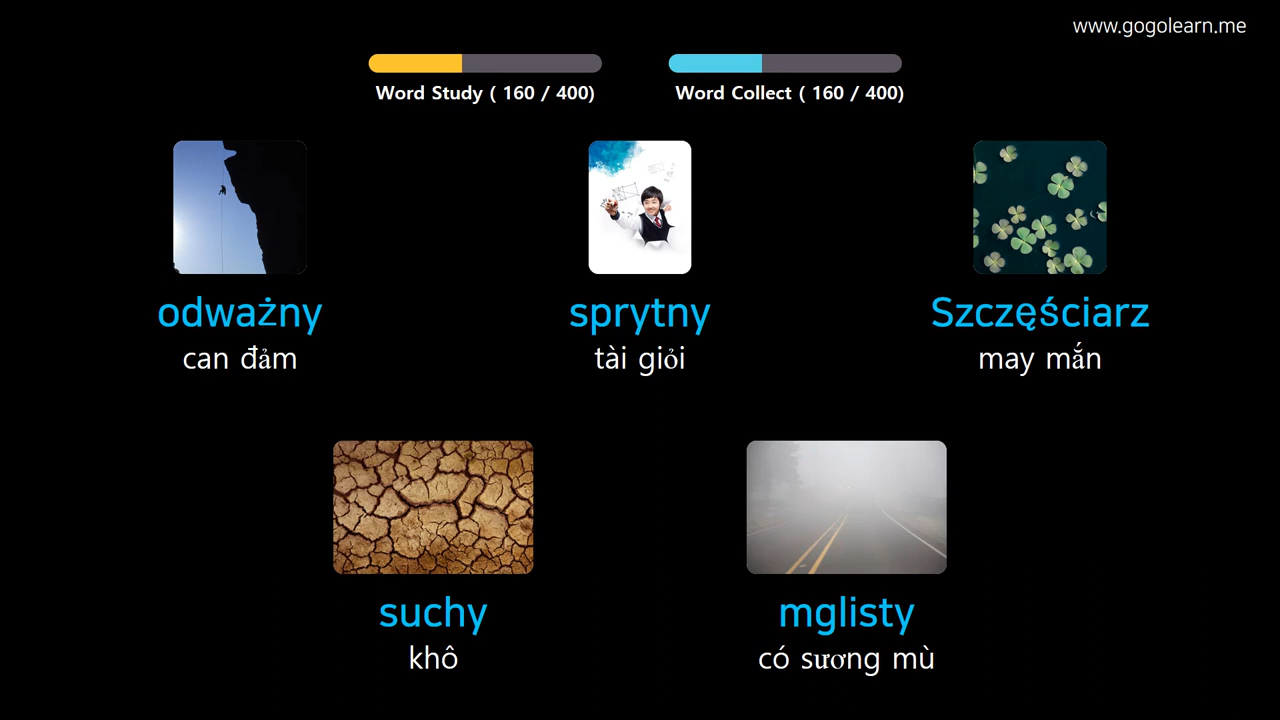 www.gogolearn.me
Word Study ( 160 / 400)
Word Collect ( 160 / 400)
odważny
can đảm
sprytny
tài giỏi
Szczęściarz
may mắn
suchy
khô
mglisty
có sương mù